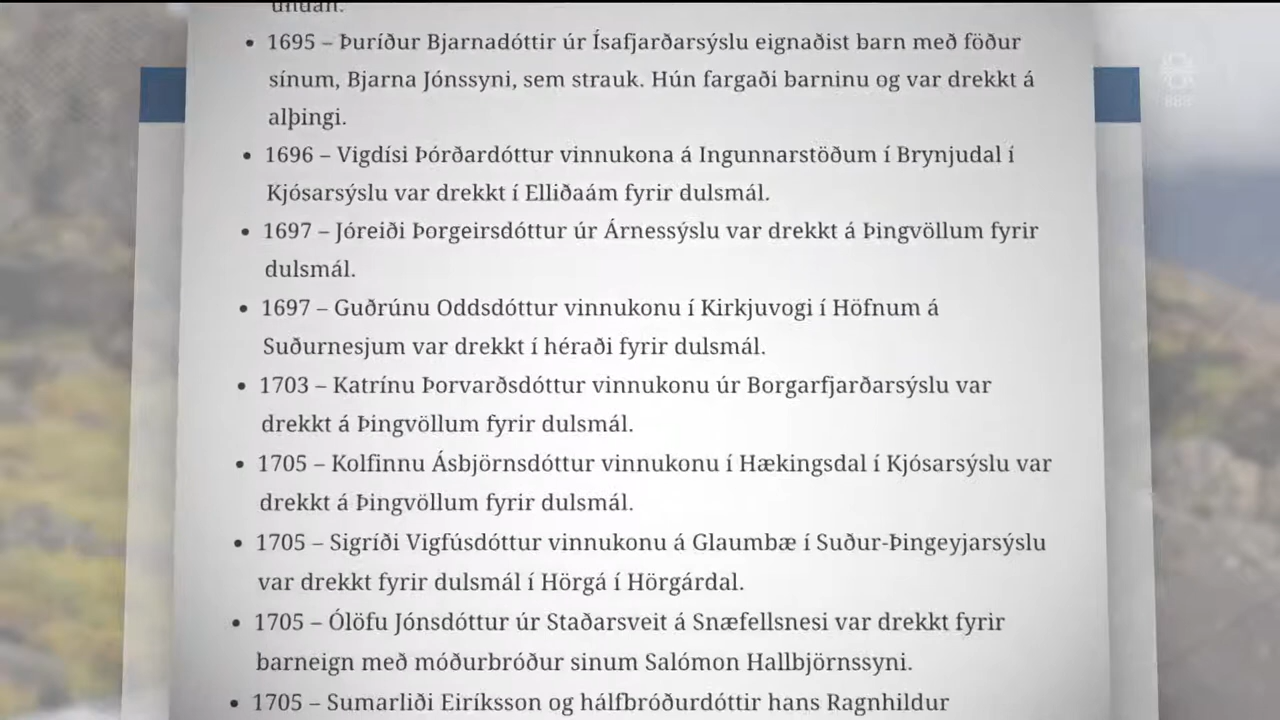 undan.
• 1695 – Þuríður Bjarnadóttir úr Ísafjarðarsýslu eignaðist barn með föður
sínum, Bjarna Jónssyni, sem strauk. Hún fargaði barninu og var drekkt á
alþingi.
• 1696 – Vigdísi Þórðardóttur vinnukona á Ingunnarstöðum í Brynjudal í
Kjósarsýslu var drekkt í Elliðaám fyrir dulsmál.
• 1697 – Jóreiði Þorgeirsdóttur úr Árnessýslu var drekkt á Þingvöllum fyrir
dulsmál.
• 1697 – Guðrúnu Oddsdóttur vinnukonu í Kirkjuvogi í Höfnum á
Suðurnesjum var drekkt í héraði fyrir dulsmál.
• 1703 – Katrínu Þorvarðsdóttur vinnukonu úr Borgarfjarðarsýslu var
drekkt á Þingvöllum fyrir dulsmál.
• 1705 – Kolfinnu Ásbjörnsdóttur vinnukonu í Hækingsdal í Kjósarsýslu var
drekkt á Þingvöllum fyrir dulsmál.
• 1705 – Sigríði Vigfúsdóttur vinnukonu á Glaumbæ í Suður-Þingeyjarsýslu
var drekkt fyrir dulsmál í Hörgá í Hörgárdal.
• 1705 – Ólöfu Jónsdóttur úr Staðarsveit á Snæfellsnesi var drekkt fyrir
barneign með móðurbróður sinum Salómon Hallbjörnssyni.
• 1705 – Sumarliði Eiríksson og hálfbróðurdóttir hans Ragnhildur
888